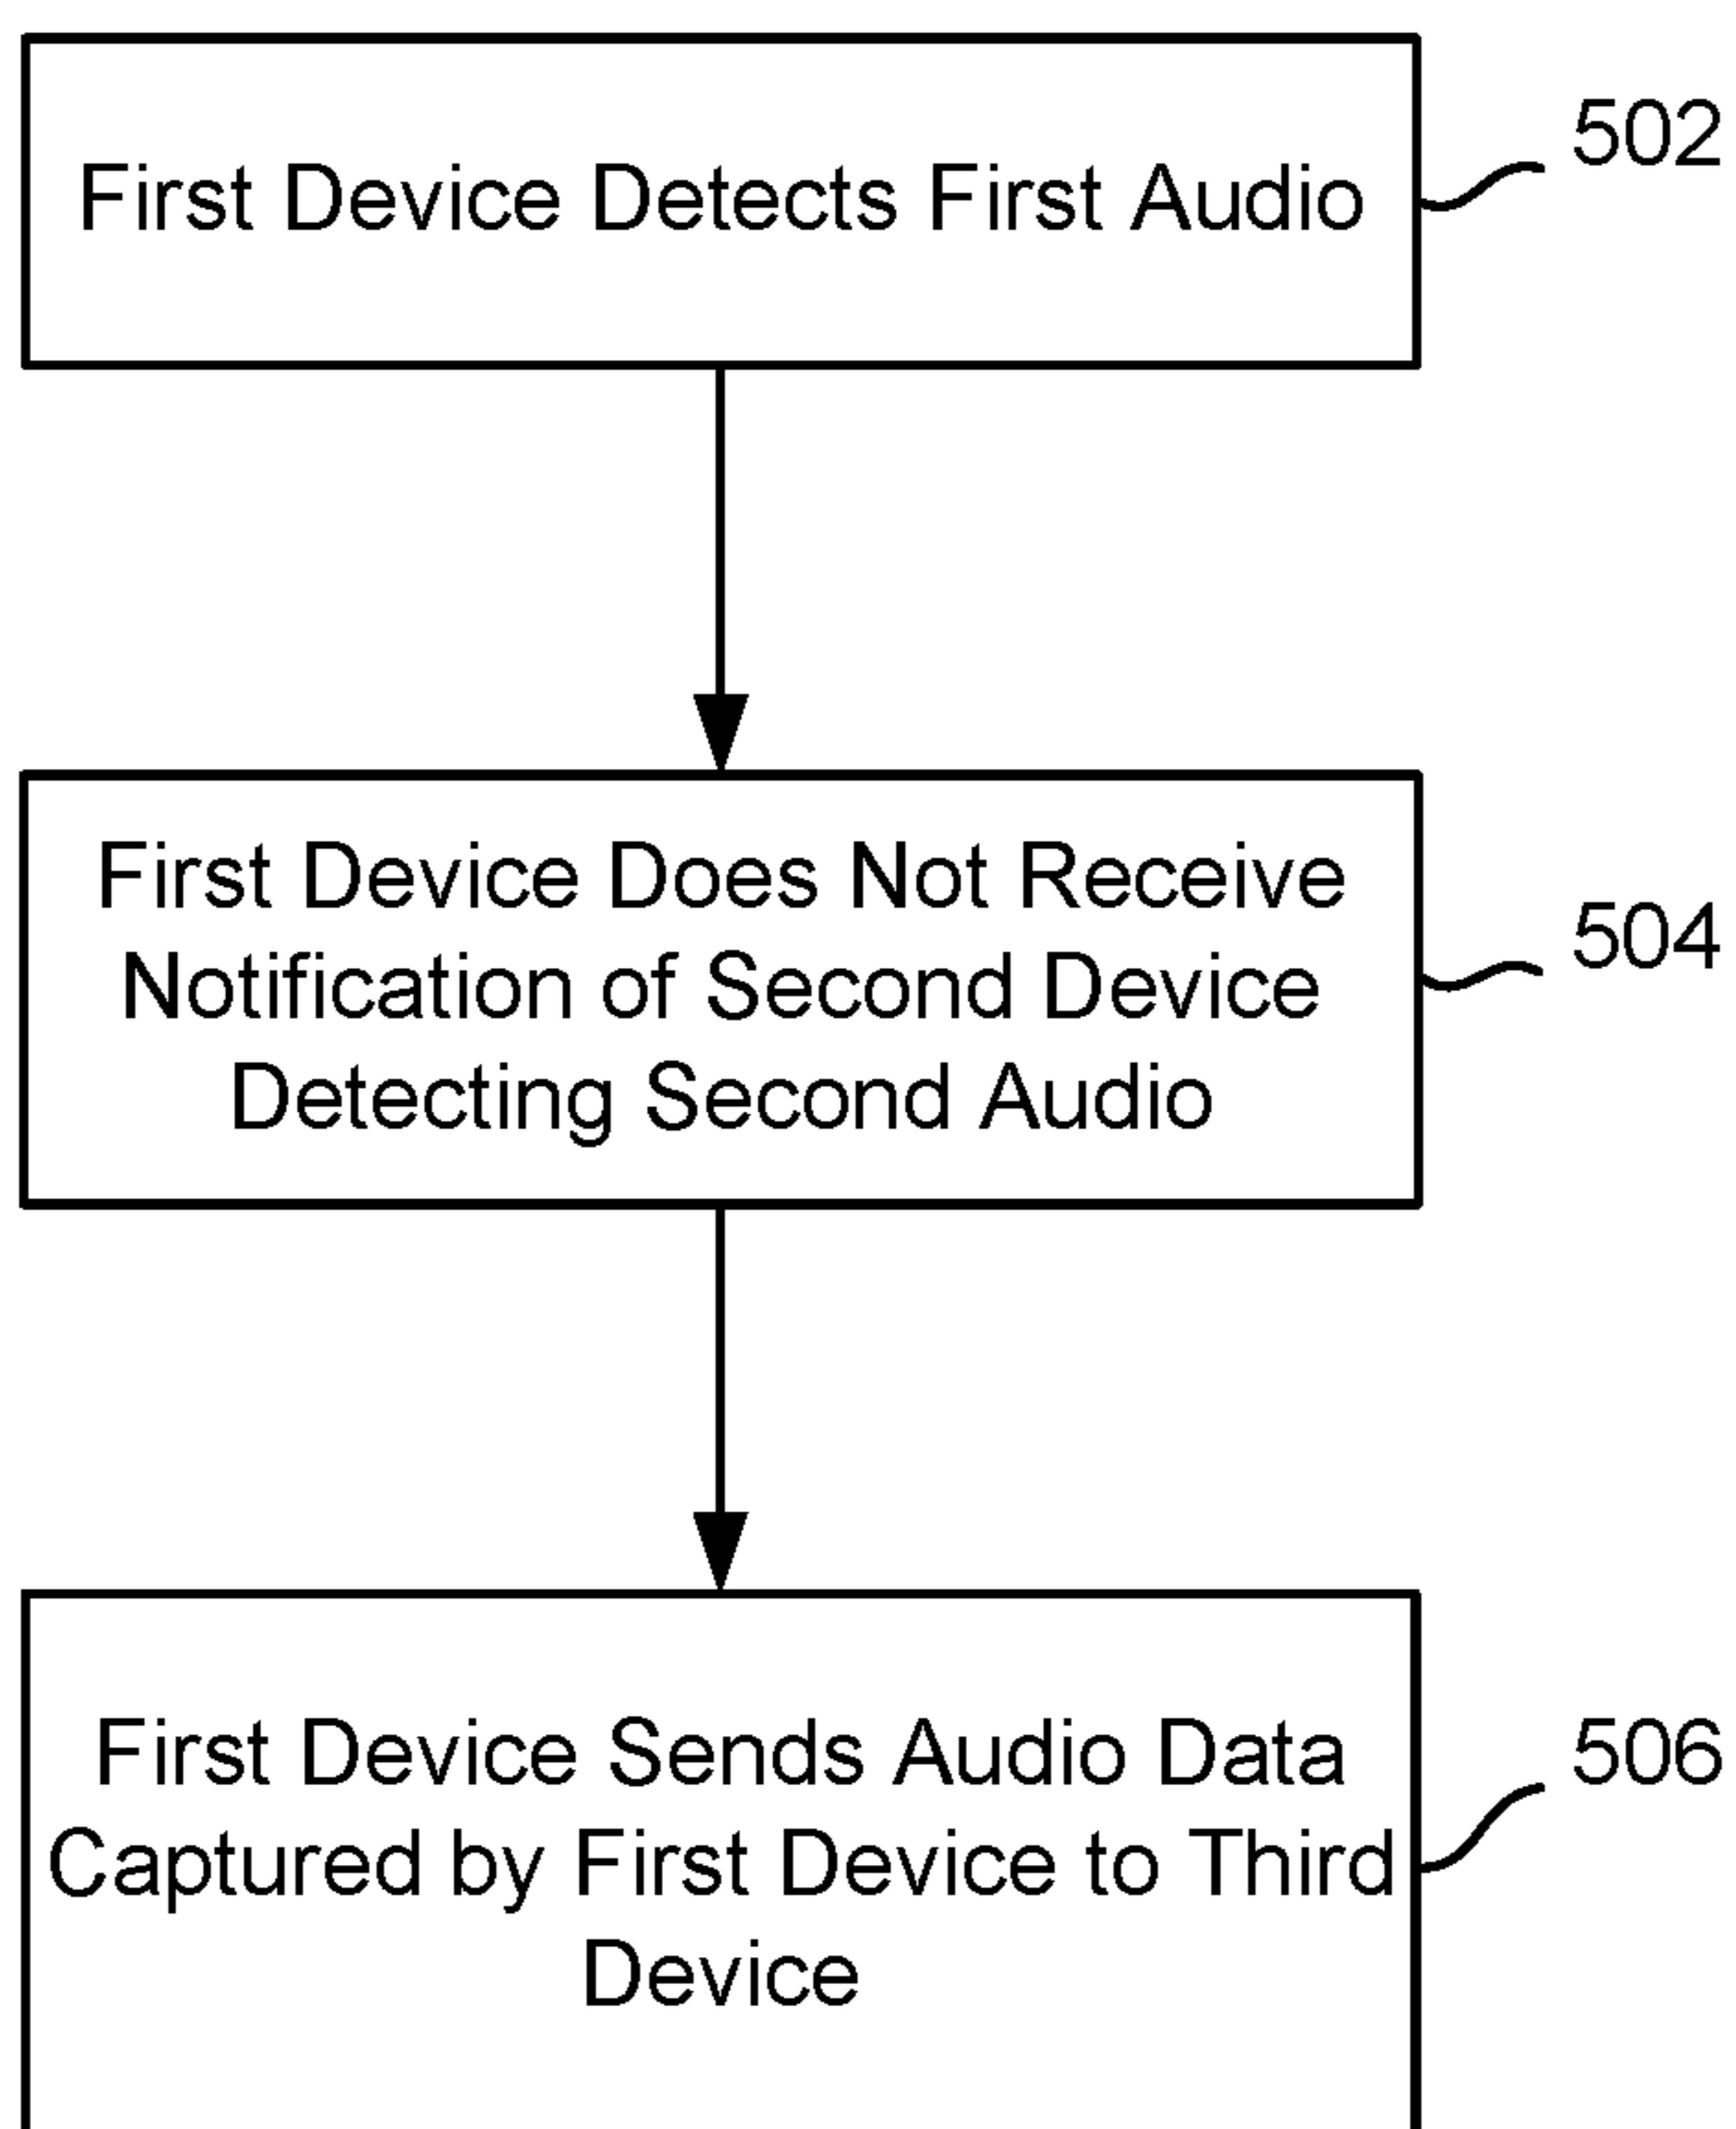 First Device Detects First Audio
502
First Device Does Not Receive
Notification of Second Device
Detecting Second Audio
504
First Device Sends Audio Data
Captured by First Device to Third
Device
506